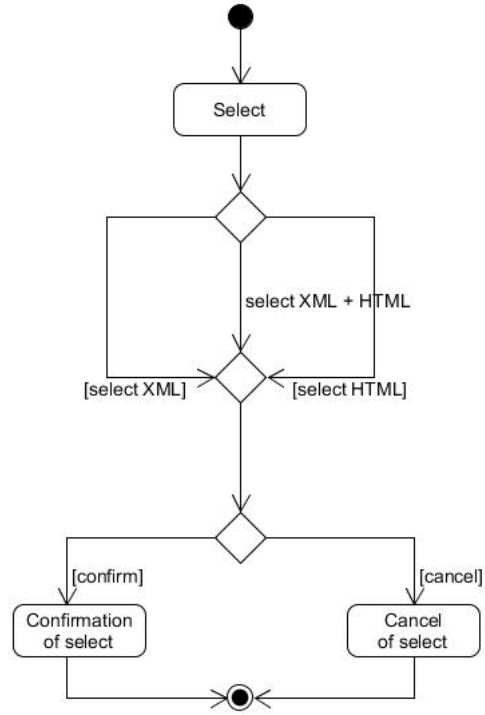 Select
select XML + HTML
[select XML]
[select HTML]
[confirm]
[cancel]
Confirmation
of select
Cancel
of select